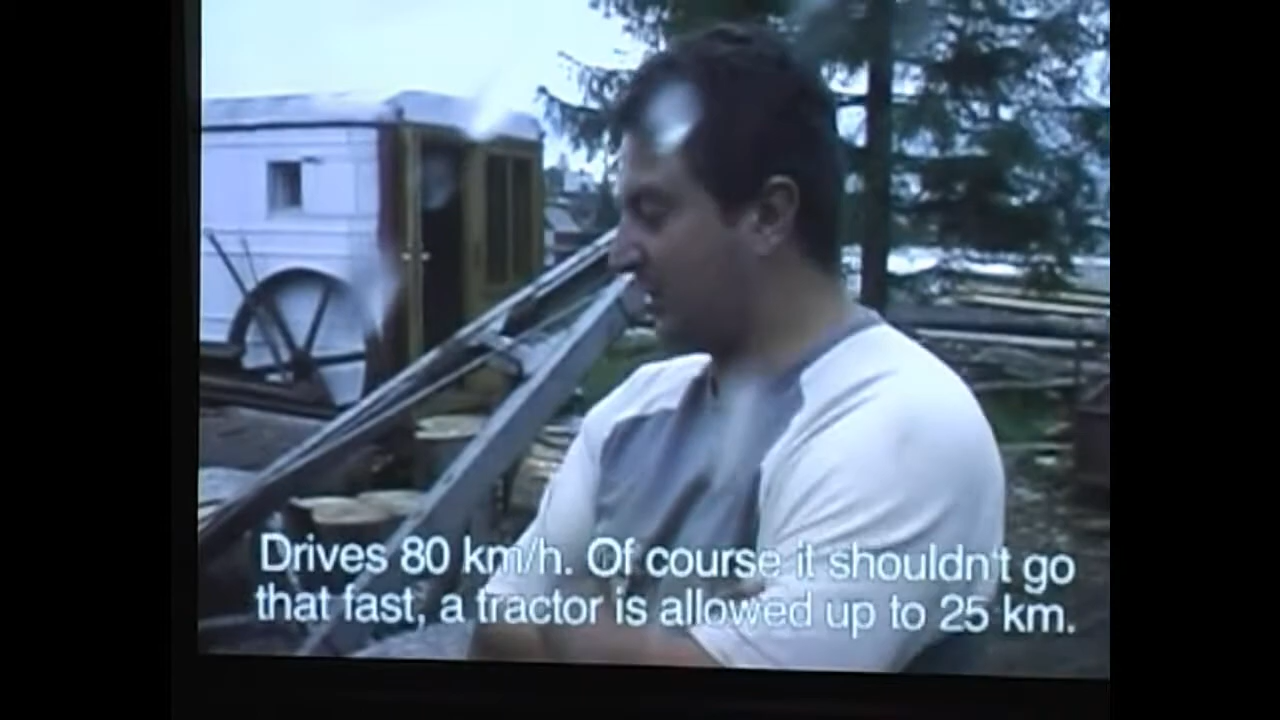 Drives 80 km/h. Of course it shouldn't go
that fast, a tractor is allowed up to 25 km.